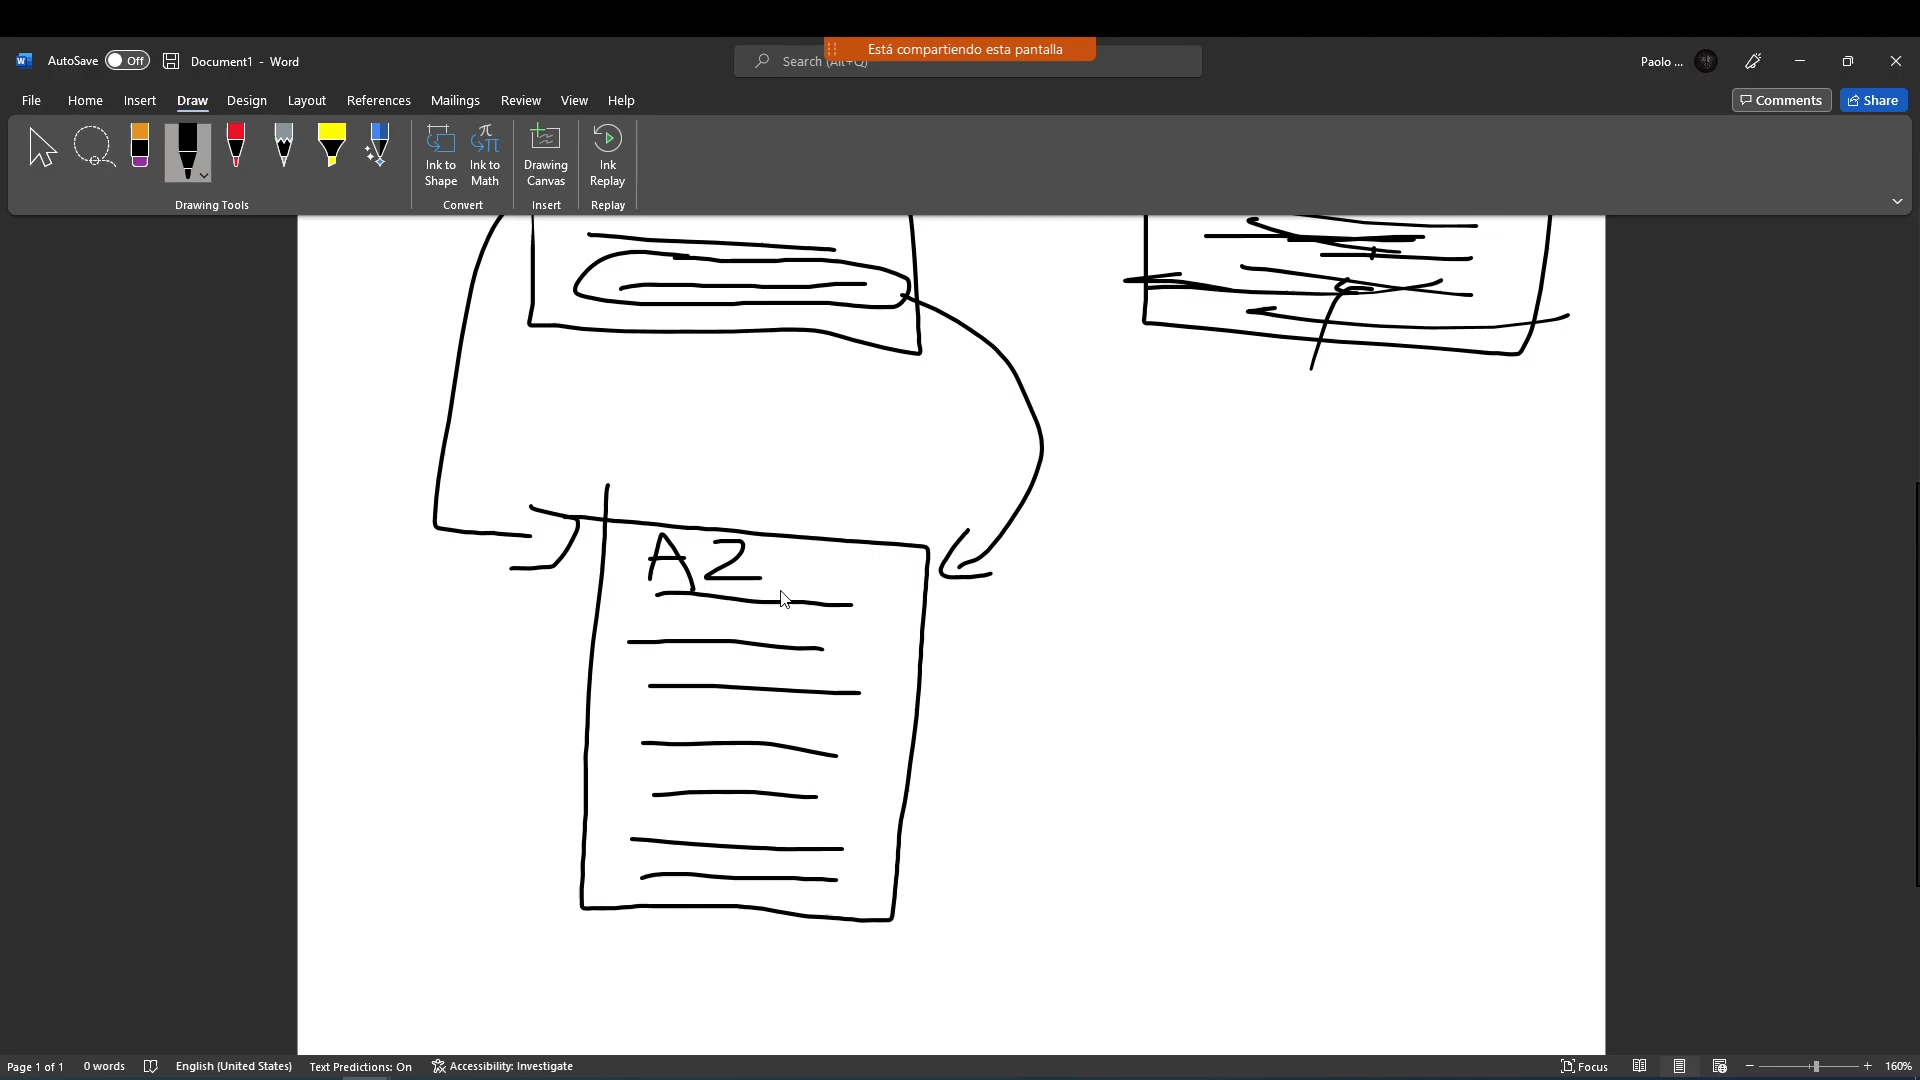 Está compartiendo esta pantalla
AutoSave Off Document1 - Word Search (Alt+Q) Paolo ...
File Home Insert Draw Design Layout References Mailings Review View Help Comments Share
Ink to Shape
Ink to Math
Drawing Canvas
Ink Replay
Drawing Tools Convert Insert Replay
A2
Page 1 of 1 0 words English (United States) Text Predictions: On Accessibility: Investigate Focus 160%